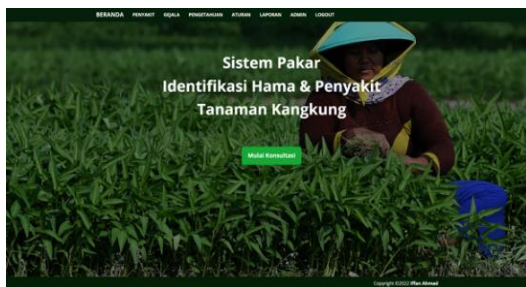 BERANDA PENYAKIT GEJALA PENGETAHUAN ATURAN LAPORAN ADMIN LOGOUT
Sistem Pakar
Identifikasi Hama & Penyakit
Tanaman Kangkung
Mulai Konsultasi
Copyright ©2022 Iffan Ahmad